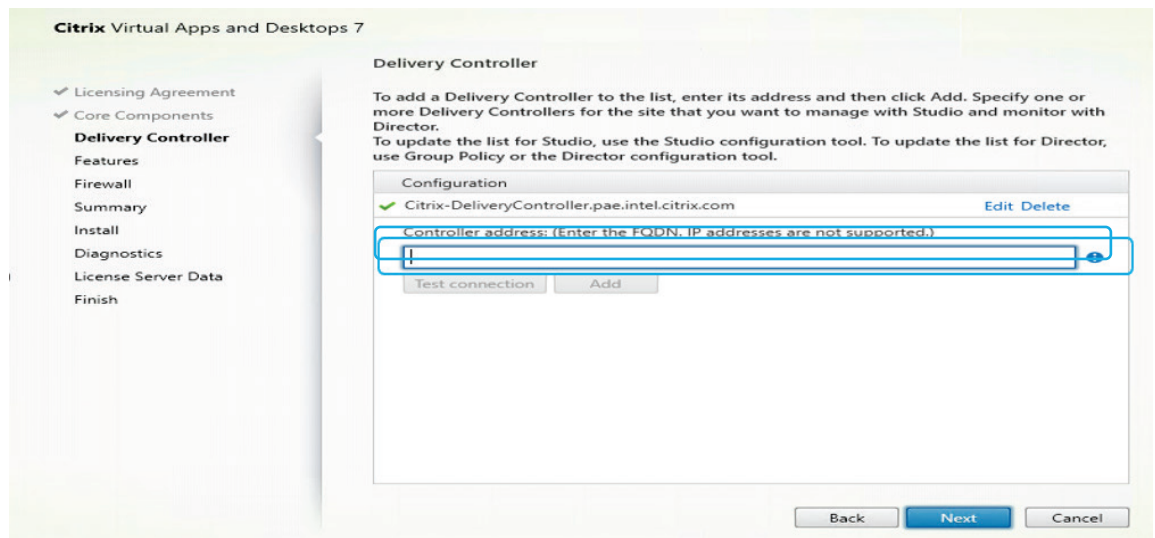 Citrix Virtual Apps and Desktops 7
Licensing Agreement
Core Components
Delivery Controller
Features
Firewall
Summary
Install
Diagnostics
License Server Data
Finish
Delivery Controller
To add a Delivery Controller to the list, enter its address and then click Add. Specify one or
more Delivery Controllers for the site that you want to manage with Studio and monitor with
Director.
To update the list for Studio, use the Studio configuration tool. To update the list for Director,
use Group Policy or the Director configuration tool.
Configuration
Citrix-DeliveryController.pae.intel.citrix.com Edit Delete
Controller address: (Enter the FQDN. IP addresses are not supported.)
Test connection Add
Back Next Cancel